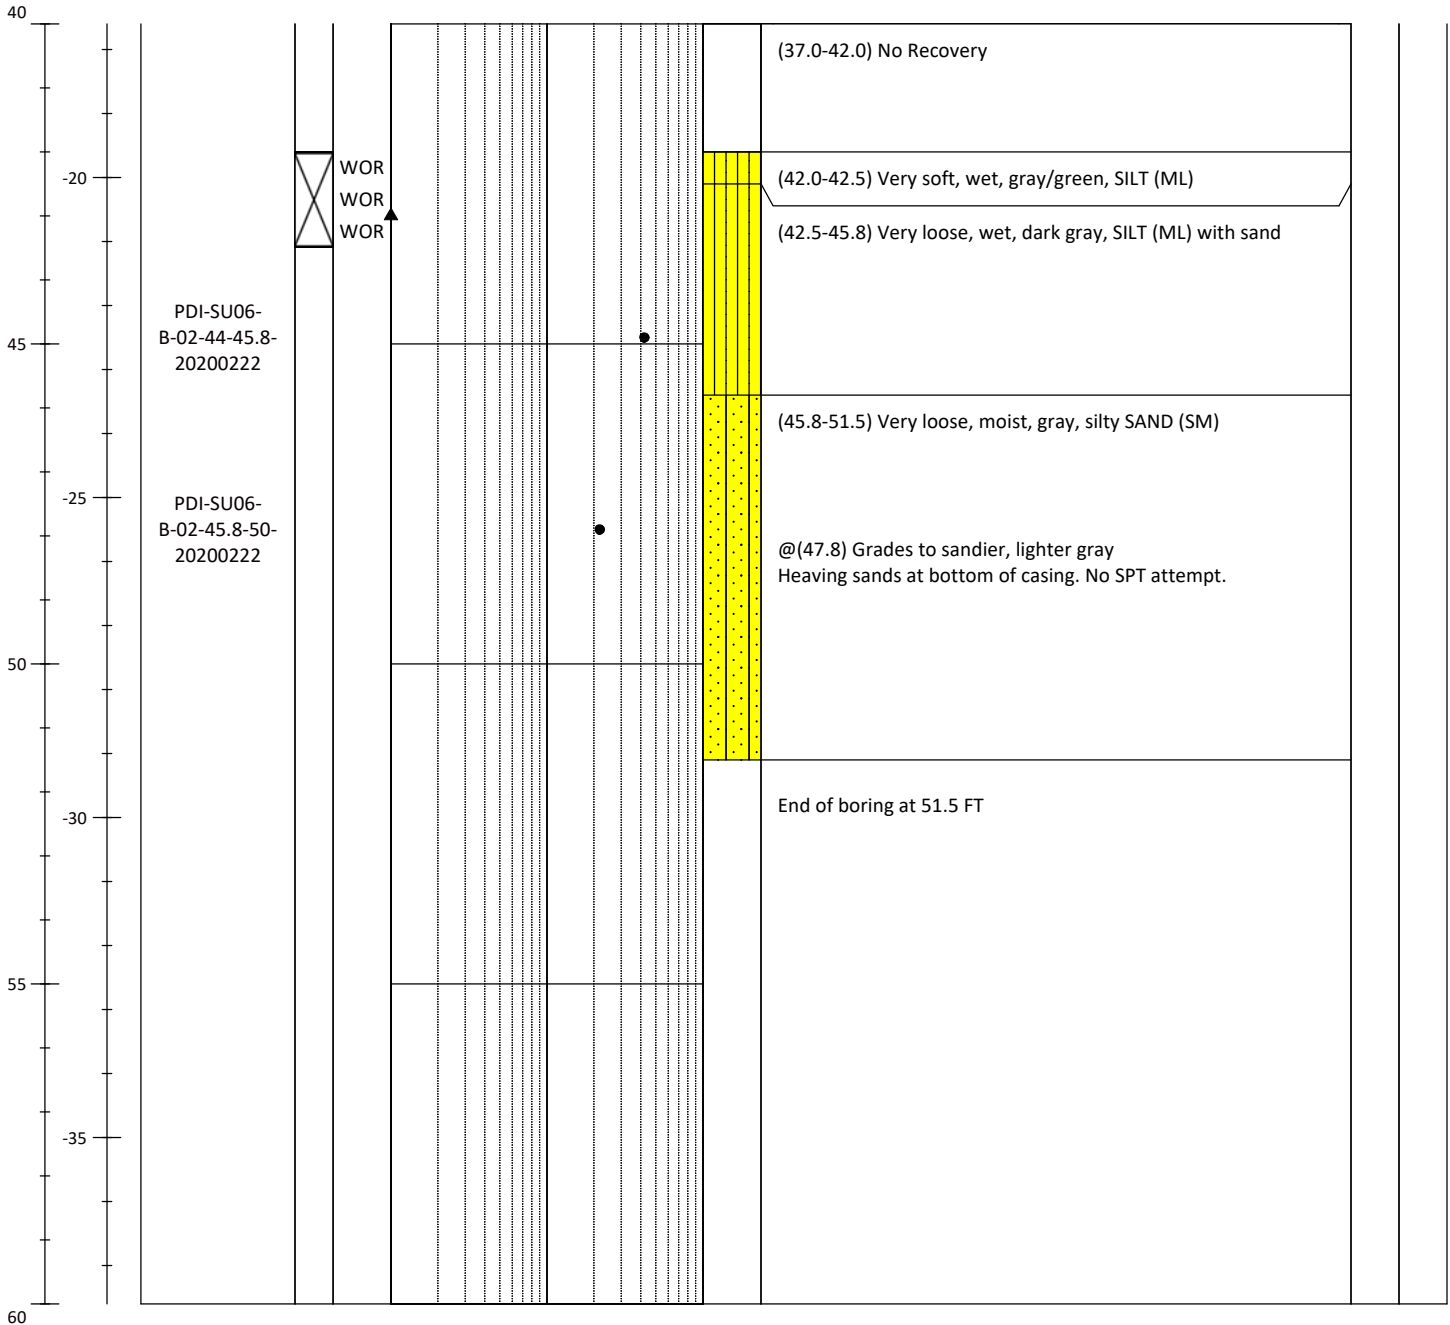 40
(37.0-42.0) No Recovery
WOR
-20
(42.0-42.5) Very soft, wet, gray/green, SILT (ML)
WOR
WOR
(42.5-45.8) Very loose, wet, dark gray, SILT (ML) with sand
PDI-SU06-
B-02-44-45.8-
20200222
45
(45.8-51.5) Very loose, moist, gray, silty SAND (SM)
-25
PDI-SU06-
B-02-45.8-50-
20200222
@(47.8) Grades to sandier, lighter gray
Heaving sands at bottom of casing. No SPT attempt.
50
End of boring at 51.5 FT
-30
55
-35
60